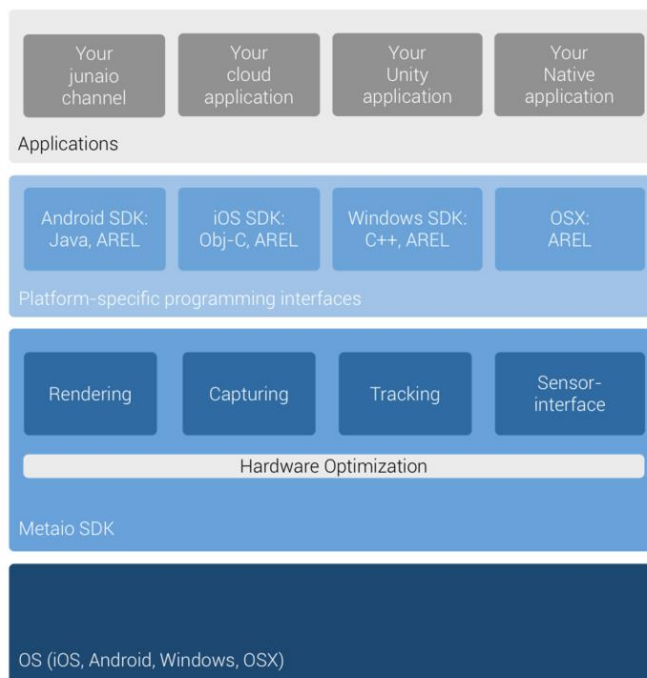 Your
junaio
channel
Your
cloud
application
Your
Unity
application
Your
Native
application
Applications
Android SDK:
Java, AREL
iOS SDK:
Obj-C, AREL
Windows SDK:
C++, AREL
OSX:
AREL
Platform-specific programming interfaces
Rendering
Capturing
Tracking
Sensor-
interface
Hardware Optimization
Metaio SDK
OS (iOS, Android, Windows, OSX)